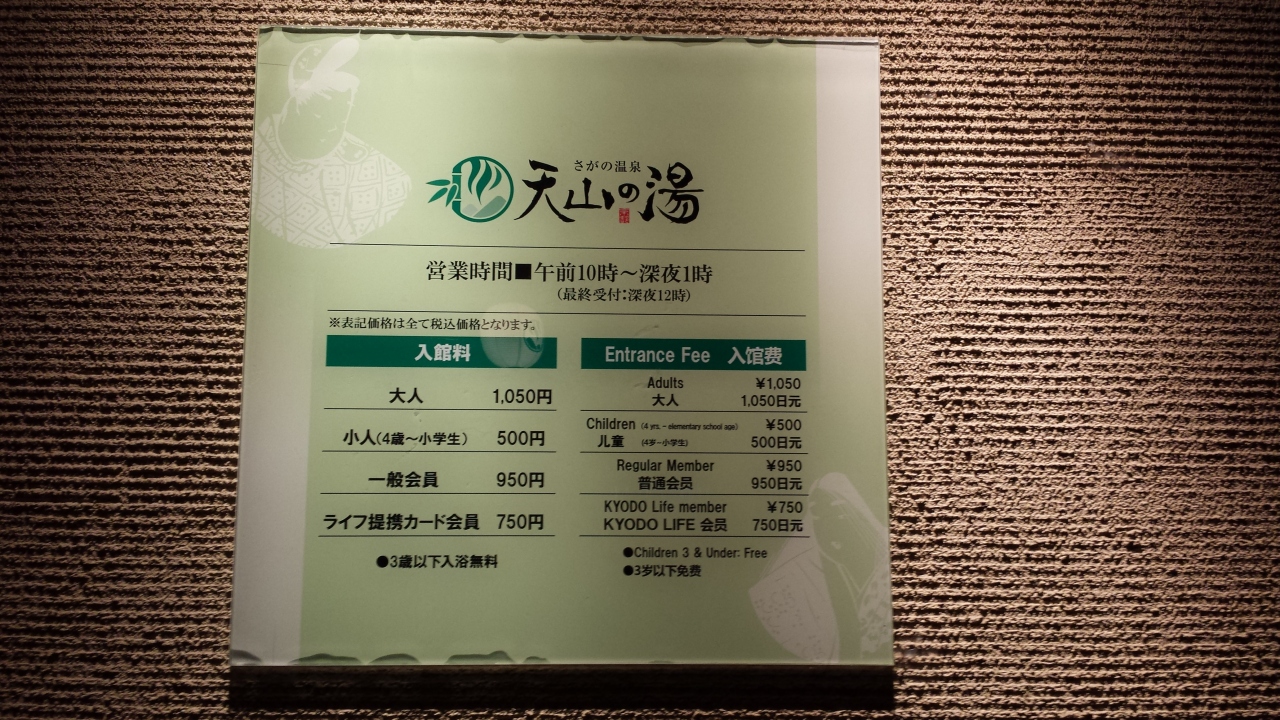 さがの温泉
天山の湯
営業時間■午前10時～深夜1時
(最終受付:深夜12時)
※表記価格は全て税込価格となります。
入館料
大人 1,050円
小人(4歳～小学生) 500円
一般会員 950円
ライフ提携カード会員 750円
●3歳以下入浴無料
Entrance Fee 入馆费
Adults ¥1,050
大人 1,050日元
Children (4 yrs. - elementary school age) ¥500
儿童 (4岁-小学生) 500日元
Regular Member ¥950
普通会员 950日元
KYODO Life member ¥750
KYODO LIFE 会员 750日元
●Children 3 & Under: Free
●3岁以下免费